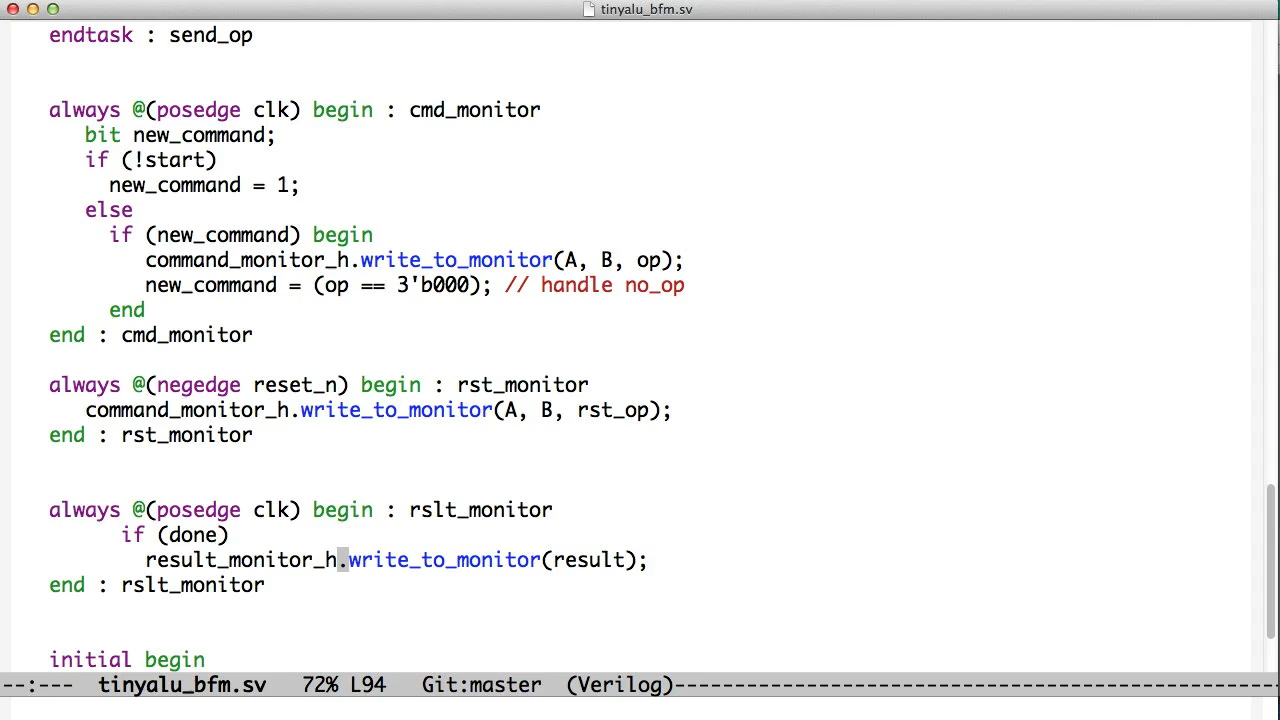 tinyalu_bfm.sv
endtask : send_op
always @(posedge clk) begin : cmd_monitor
bit new_command;
if (!start)
new_command = 1;
else
if (new_command) begin
command_monitor_h.write_to_monitor(A, B, op);
new_command = (op == 3'b000); // handle no_op
end
end : cmd_monitor
always @(negedge reset_n) begin : rst_monitor
command_monitor_h.write_to_monitor(A, B, rst_op);
end : rst_monitor
always @(posedge clk) begin : rslt_monitor
if (done)
result_monitor_h.write_to_monitor(result);
end : rslt_monitor
initial begin
--:--- tinyalu_bfm.sv 72% L94 Git:master (Verilog)--------------------------------------------------